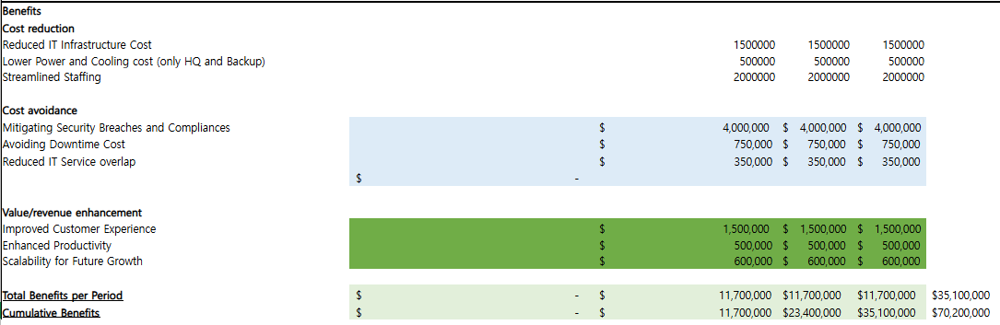 Benefits
Cost reduction
Reduced IT Infrastructure Cost 1500000 1500000 1500000
Lower Power and Cooling cost (only HQ and Backup) 500000 500000 500000
Streamlined Staffing 2000000 2000000 2000000
Cost avoidance
Mitigating Security Breaches and Compliances $ 4,000,000 $ 4,000,000 $ 4,000,000
Avoiding Downtime Cost $ 750,000 $ 750,000 $ 750,000
Reduced IT Service overlap $ 350,000 $ 350,000 $ 350,000
$ -
Value/revenue enhancement
Improved Customer Experience $ 1,500,000 $ 1,500,000 $ 1,500,000
Enhanced Productivity $ 500,000 $ 500,000 $ 500,000
Scalability for Future Growth $ 600,000 $ 600,000 $ 600,000
Total Benefits per Period $ - $ 11,700,000 $11,700,000 $11,700,000 $35,100,000
Cumulative Benefits $ - $ 11,700,000 $23,400,000 $35,100,000 $70,200,000